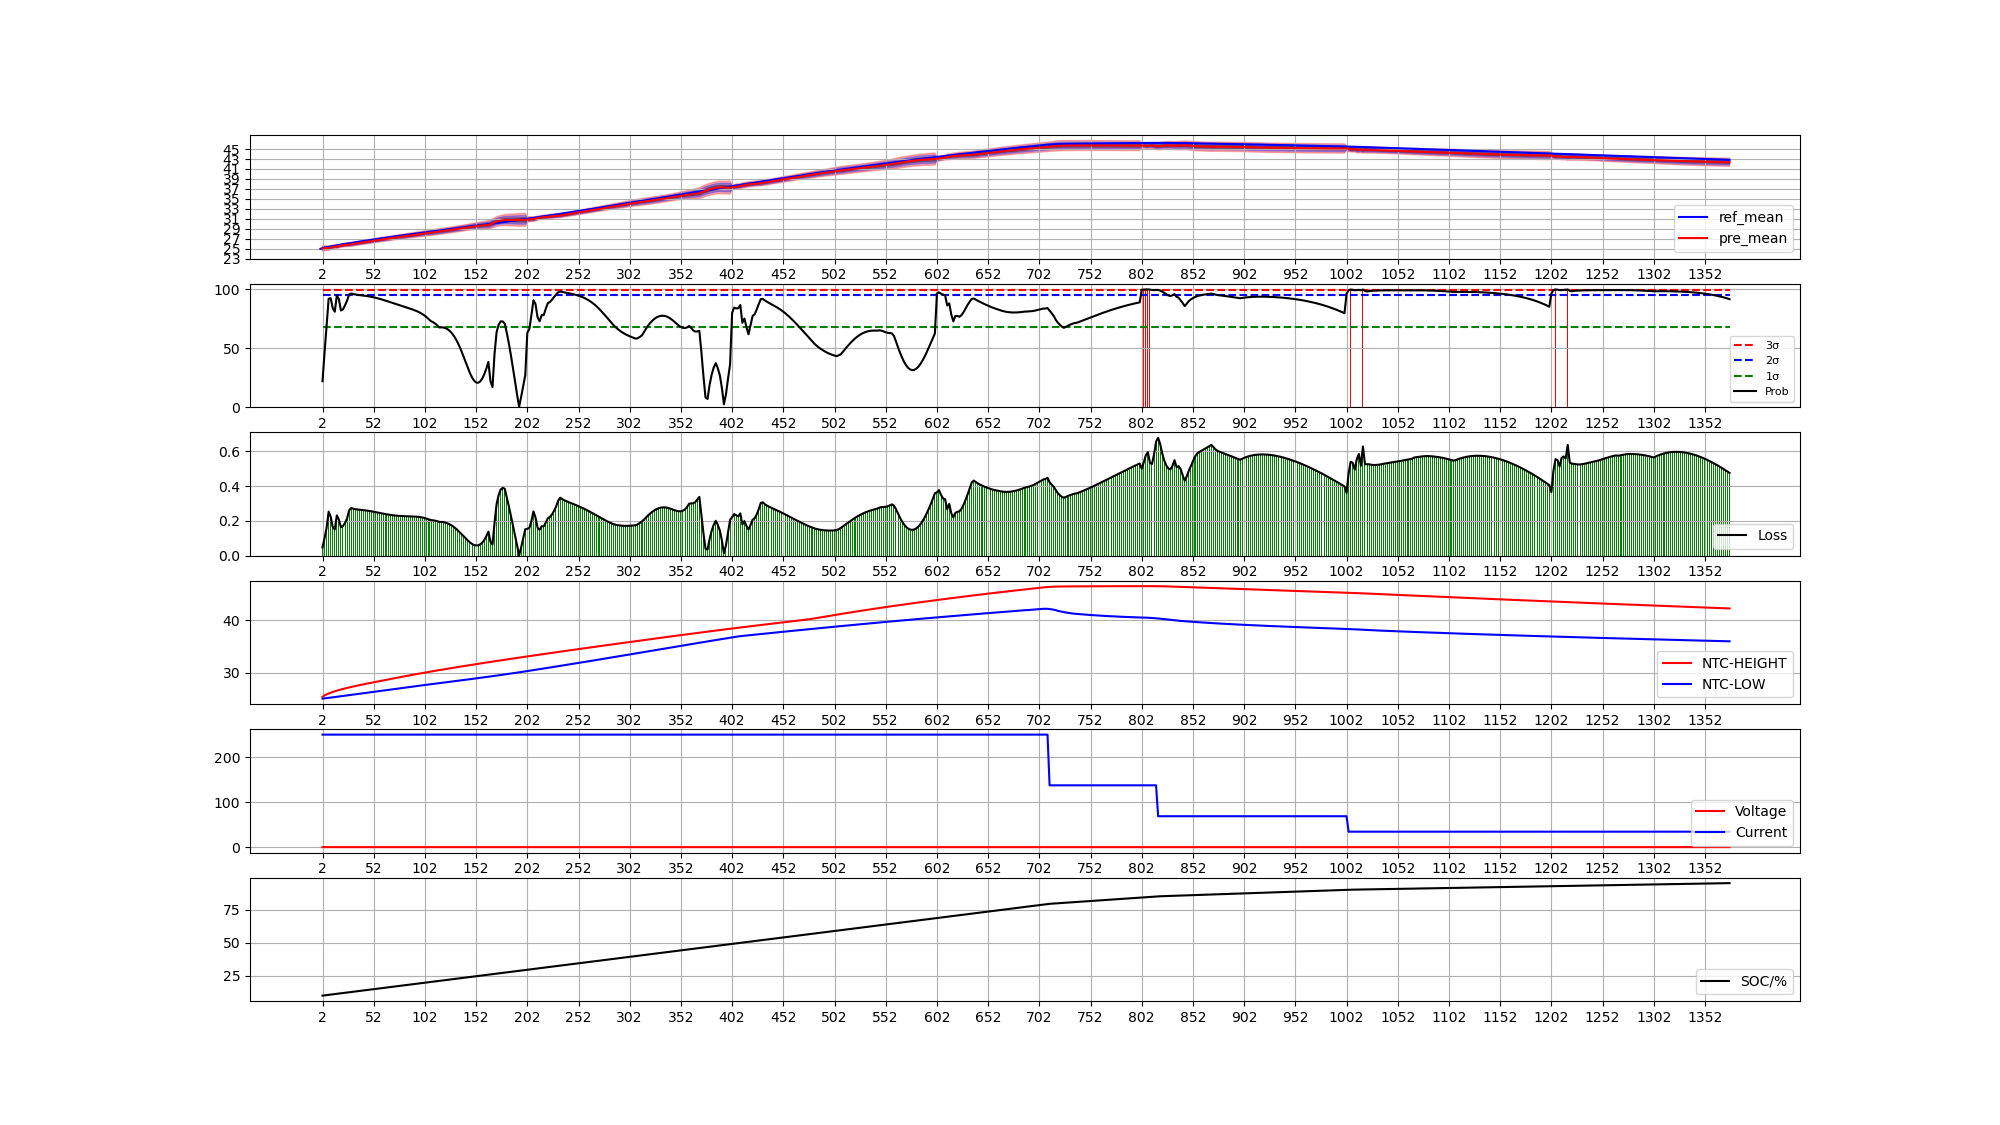 45
43
41
39
37
35
33
31
29
27
25
23
ref_mean
pre_mean
2 52 102 152 202 252 302 352 402 452 502 552 602 652 702 752 802 852 902 952 1002 1052 1102 1152 1202 1252 1302 1352
100
50
0
3σ
2σ
1σ
Prob
2 52 102 152 202 252 302 352 402 452 502 552 602 652 702 752 802 852 902 952 1002 1052 1102 1152 1202 1252 1302 1352
0.6
0.4
0.2
0.0
Loss
2 52 102 152 202 252 302 352 402 452 502 552 602 652 702 752 802 852 902 952 1002 1052 1102 1152 1202 1252 1302 1352
40
30
NTC-HEIGHT
NTC-LOW
2 52 102 152 202 252 302 352 402 452 502 552 602 652 702 752 802 852 902 952 1002 1052 1102 1152 1202 1252 1302 1352
200
100
0
Voltage
Current
2 52 102 152 202 252 302 352 402 452 502 552 602 652 702 752 802 852 902 952 1002 1052 1102 1152 1202 1252 1302 1352
75
50
25
SOC/%
2 52 102 152 202 252 302 352 402 452 502 552 602 652 702 752 802 852 902 952 1002 1052 1102 1152 1202 1252 1302 1352